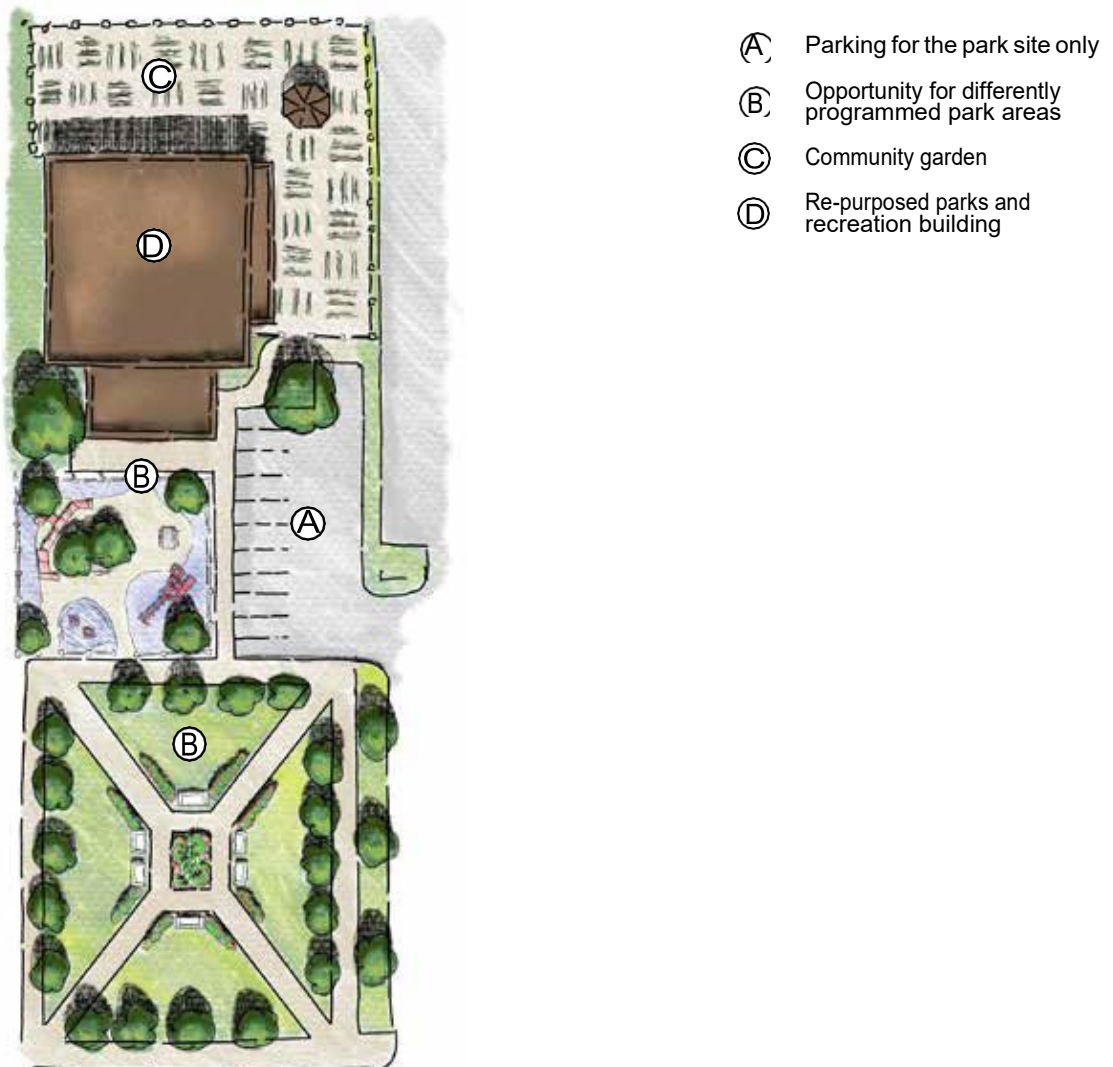 C
D
B
A
B
A Parking for the park site only
B Opportunity for differently
programmed park areas
C Community garden
D Re-purposed parks and
recreation building